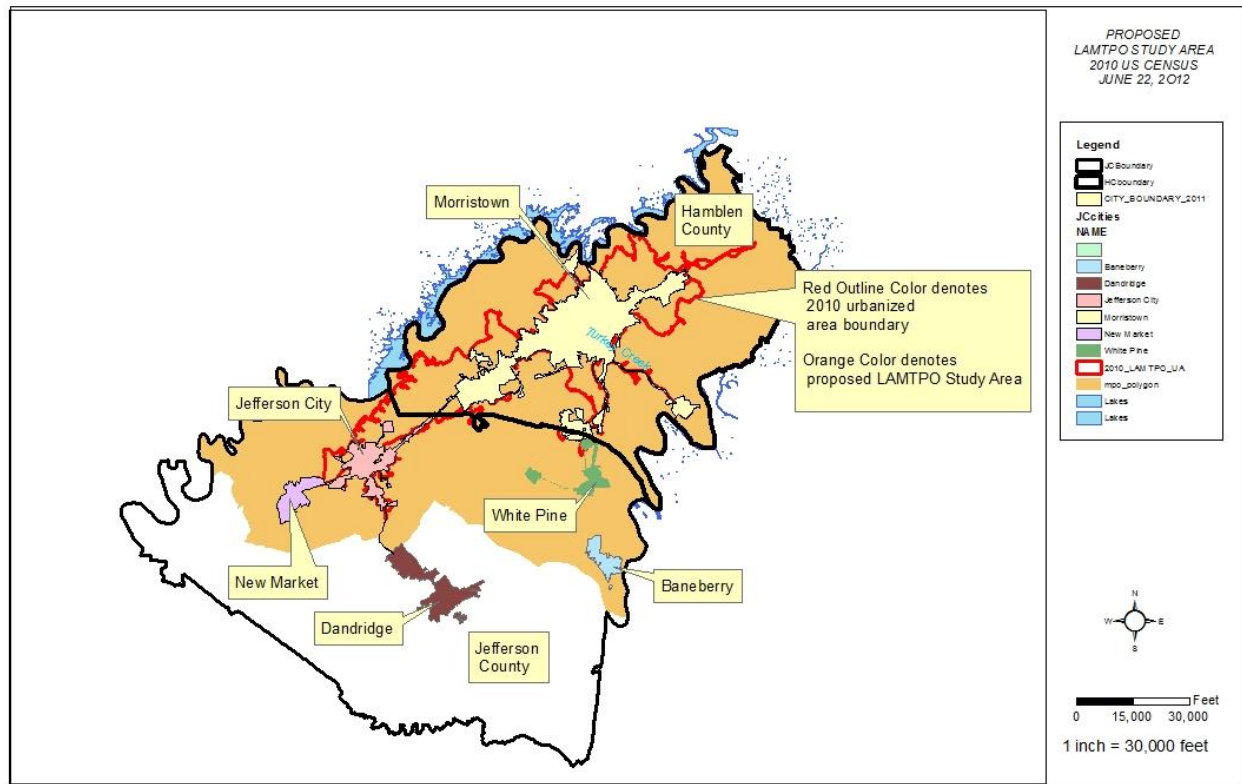 PROPOSED
LAMTPO STUDY AREA
2010 US CENSUS
JUNE 22, 2O12
Legend
JCBoundary
HCboundary
CITY_BOUNDARY_2011
JCcities
NAME
Baneberry
Dandridge
Jefferson City
Morristown
New Market
White Pine
2010_LAMTPO_UA
mpo_polygon
Lakes
Lakes
Morristown
Hamblen
County
Red Outline Color denotes
2010 urbanized
area boundary
Orange Color denotes
proposed LAMTPO Study Area
Turkey Creek
Jefferson City
White Pine
New Market
Baneberry
Dandridge
Jefferson
County
N
W
E
S
Feet
0 15,000 30,000
1 inch = 30,000 feet